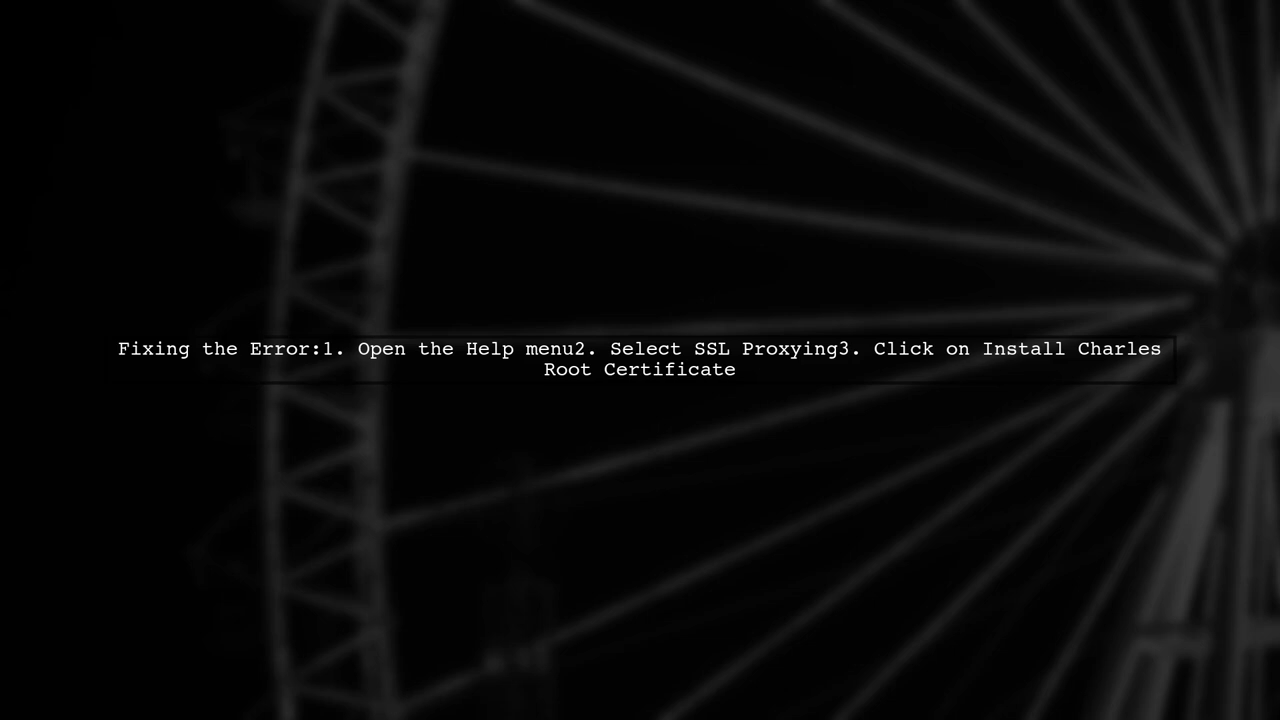 Fixing the Error:1. Open the Help menu2. Select SSL Proxying3. Click on Install Charles
Root Certificate